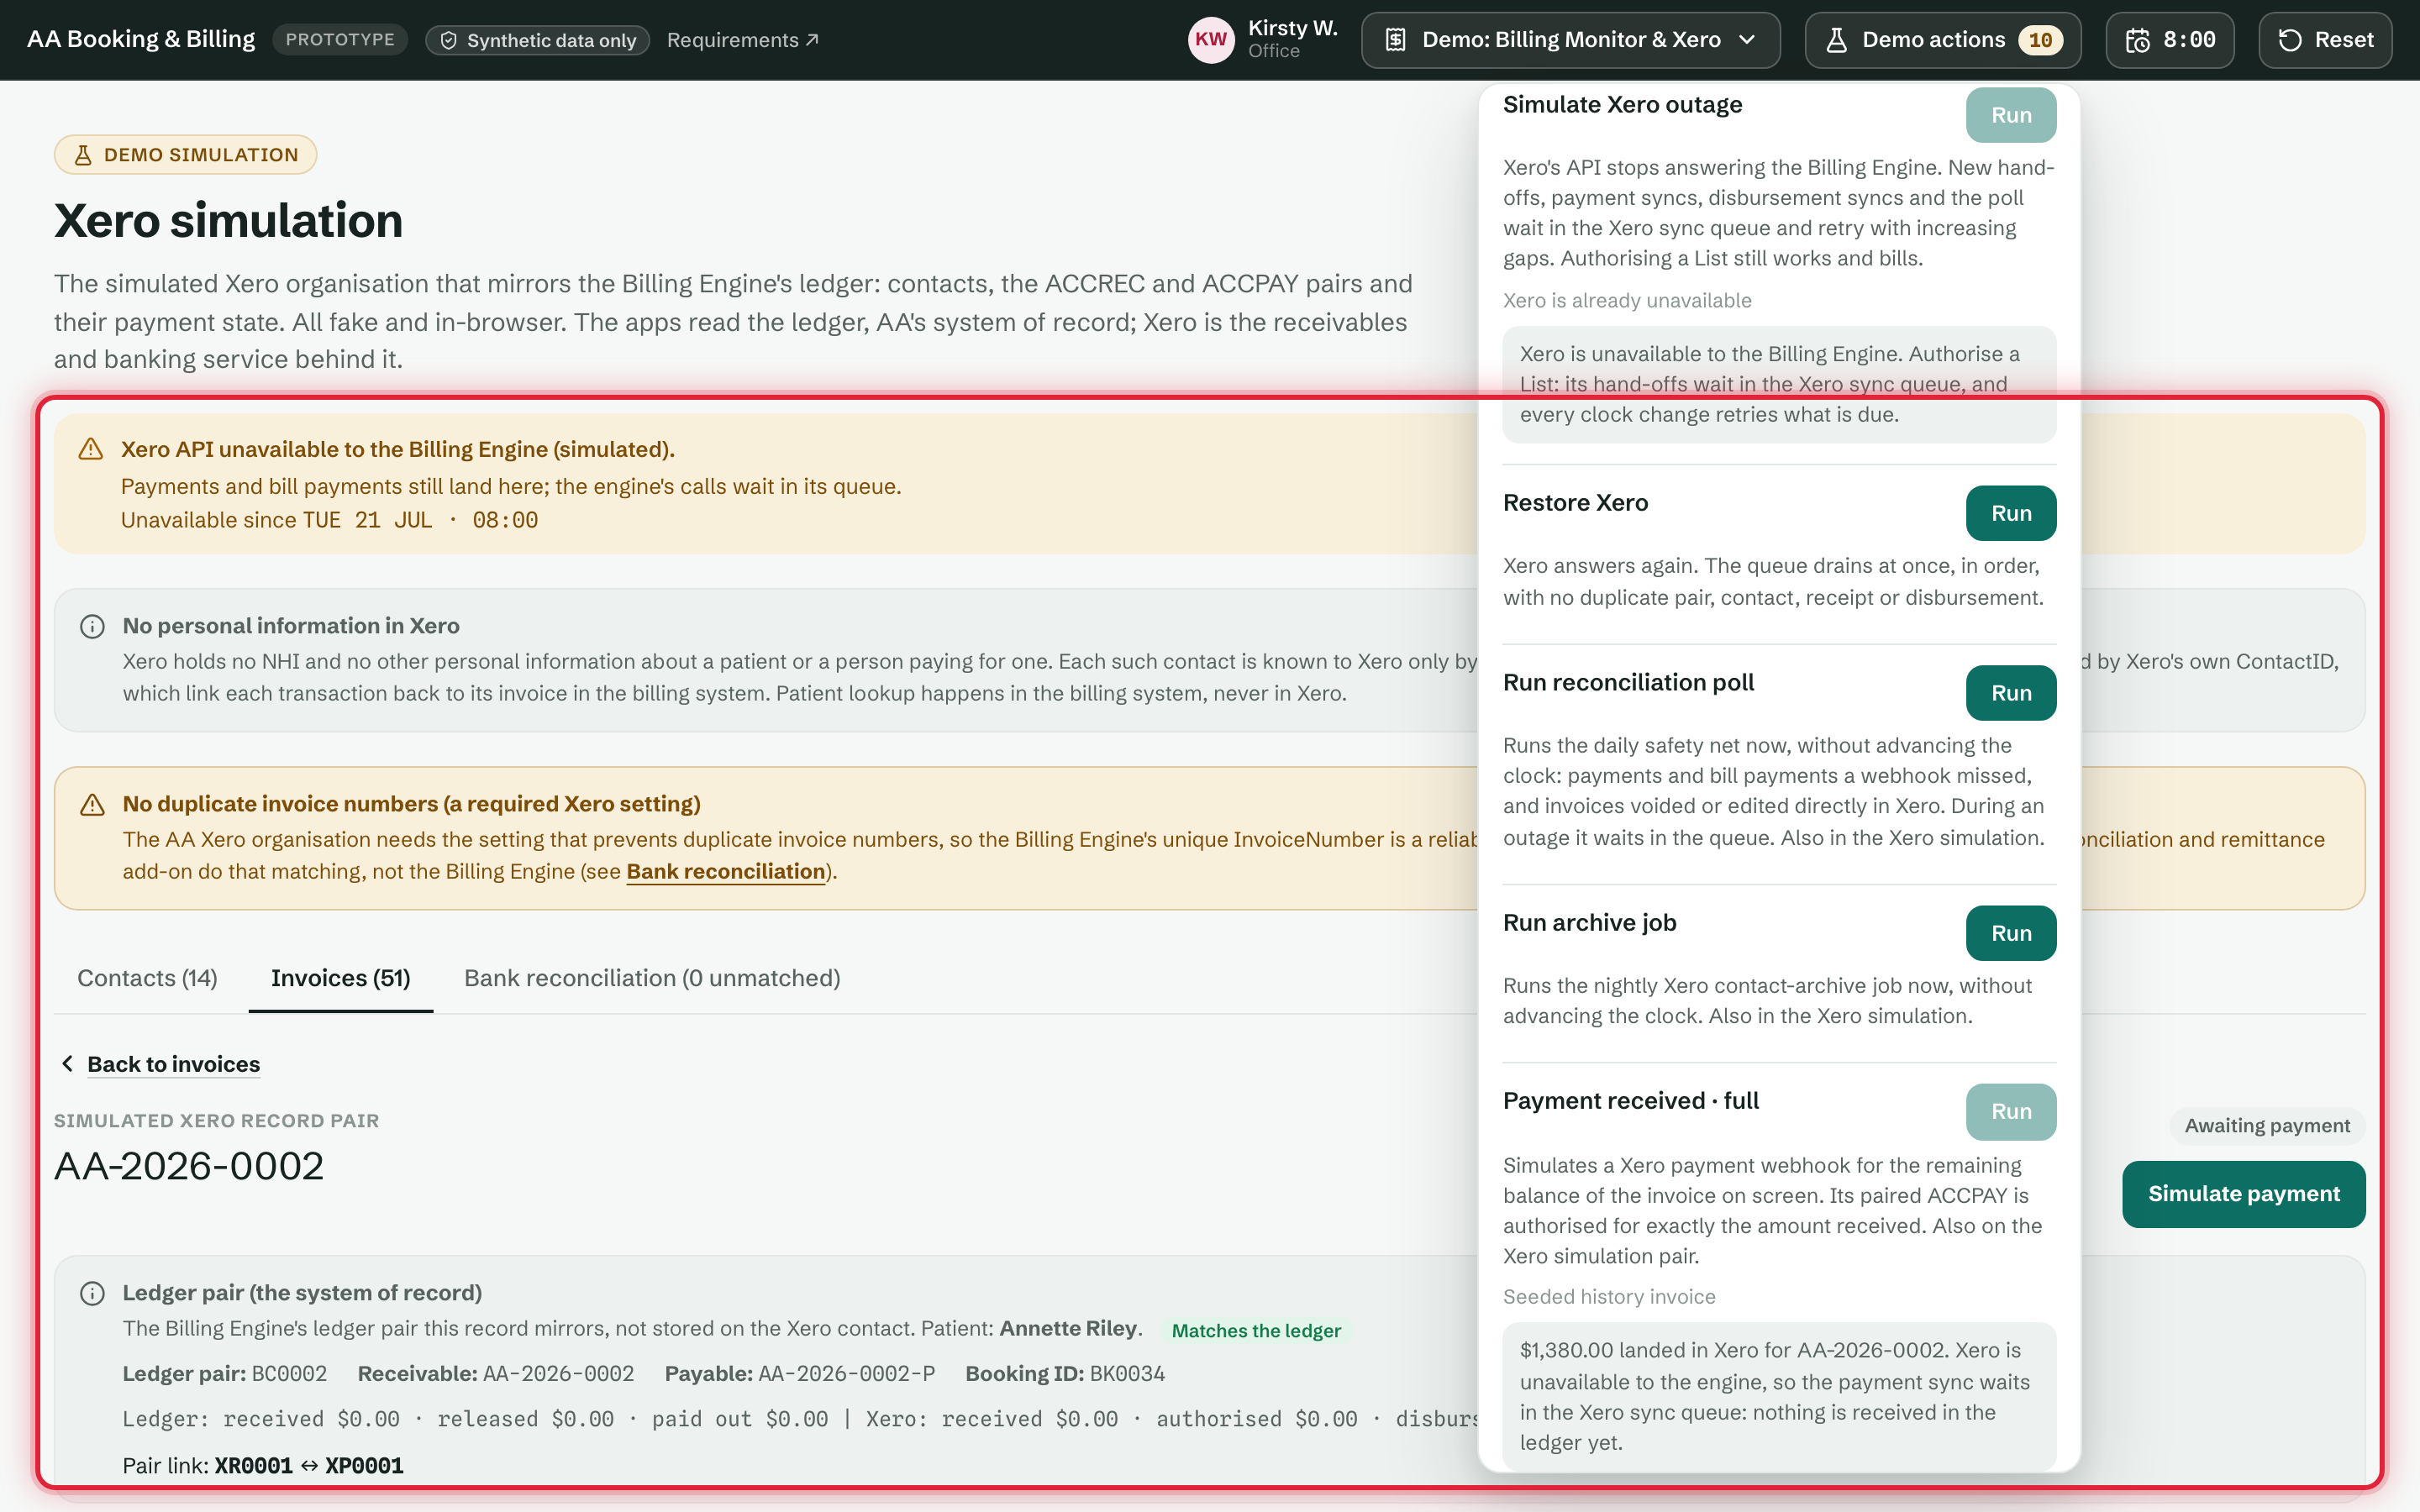 AA Booking & Billing
PROTOTYPE
Synthetic data only
Requirements ↗
KW
Kirsty W.
Office
Demo: Billing Monitor & Xero
Demo actions 10
8:00
Reset
DEMO SIMULATION
Xero simulation
The simulated Xero organisation that mirrors the Billing Engine's ledger: contacts, the ACCREC and ACCPAY pairs and
their payment state. All fake and in-browser. The apps read the ledger, AA's system of record; Xero is the receivables
and banking service behind it.
Xero API unavailable to the Billing Engine (simulated).
Payments and bill payments still land here; the engine's calls wait in its queue.
Unavailable since TUE 21 JUL · 08:00
No personal information in Xero
Xero holds no NHI and no other personal information about a patient or a person paying for one. Each such contact is known to Xero only by
d by Xero's own ContactID,
which link each transaction back to its invoice in the billing system. Patient lookup happens in the billing system, never in Xero.
No duplicate invoice numbers (a required Xero setting)
The AA Xero organisation needs the setting that prevents duplicate invoice numbers, so the Billing Engine's unique InvoiceNumber is a reliab
nciliation and remittance
add-on do that matching, not the Billing Engine (see Bank reconciliation).
Contacts (14)
Invoices (51)
Bank reconciliation (0 unmatched)
Back to invoices
SIMULATED XERO RECORD PAIR
AA-2026-0002
Awaiting payment
Simulate payment
Ledger pair (the system of record)
The Billing Engine's ledger pair this record mirrors, not stored on the Xero contact. Patient: Annette Riley. Matches the ledger
Ledger pair: BC0002 Receivable: AA-2026-0002 Payable: AA-2026-0002-P Booking ID: BK0034
Ledger: received $0.00 · released $0.00 · paid out $0.00 | Xero: received $0.00 · authorised $0.00 · disburs
Pair link: XR0001 ↔ XP0001
Simulate Xero outage
Run
Xero's API stops answering the Billing Engine. New hand-
offs, payment syncs, disbursement syncs and the poll
wait in the Xero sync queue and retry with increasing
gaps. Authorising a List still works and bills.
Xero is already unavailable
Xero is unavailable to the Billing Engine. Authorise a
List: its hand-offs wait in the Xero sync queue, and
every clock change retries what is due.
Restore Xero
Run
Xero answers again. The queue drains at once, in order,
with no duplicate pair, contact, receipt or disbursement.
Run reconciliation poll
Run
Runs the daily safety net now, without advancing the
clock: payments and bill payments a webhook missed,
and invoices voided or edited directly in Xero. During an
outage it waits in the queue. Also in the Xero simulation.
Run archive job
Run
Runs the nightly Xero contact-archive job now, without
advancing the clock. Also in the Xero simulation.
Payment received · full
Run
Simulates a Xero payment webhook for the remaining
balance of the invoice on screen. Its paired ACCPAY is
authorised for exactly the amount received. Also on the
Xero simulation pair.
Seeded history invoice
$1,380.00 landed in Xero for AA-2026-0002. Xero is
unavailable to the engine, so the payment sync waits
in the Xero sync queue: nothing is received in the
ledger yet.